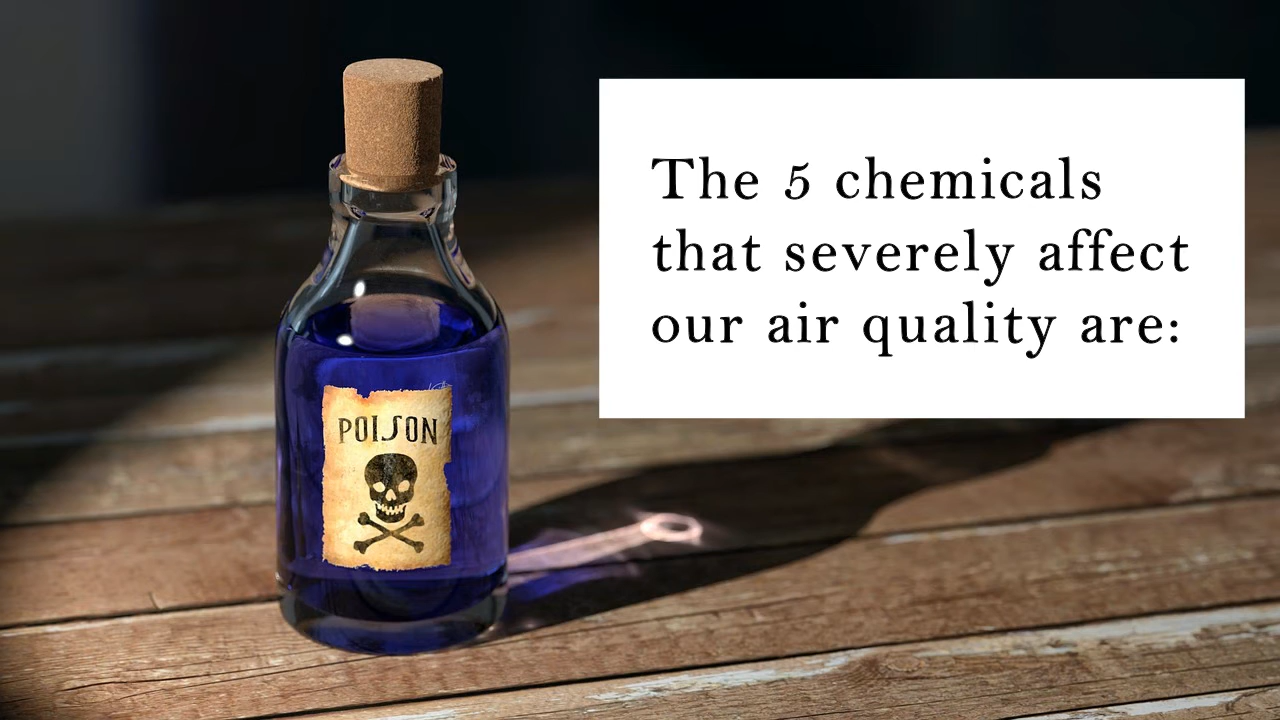 The 5 chemicals
that severely affect
our air quality are:
POISON